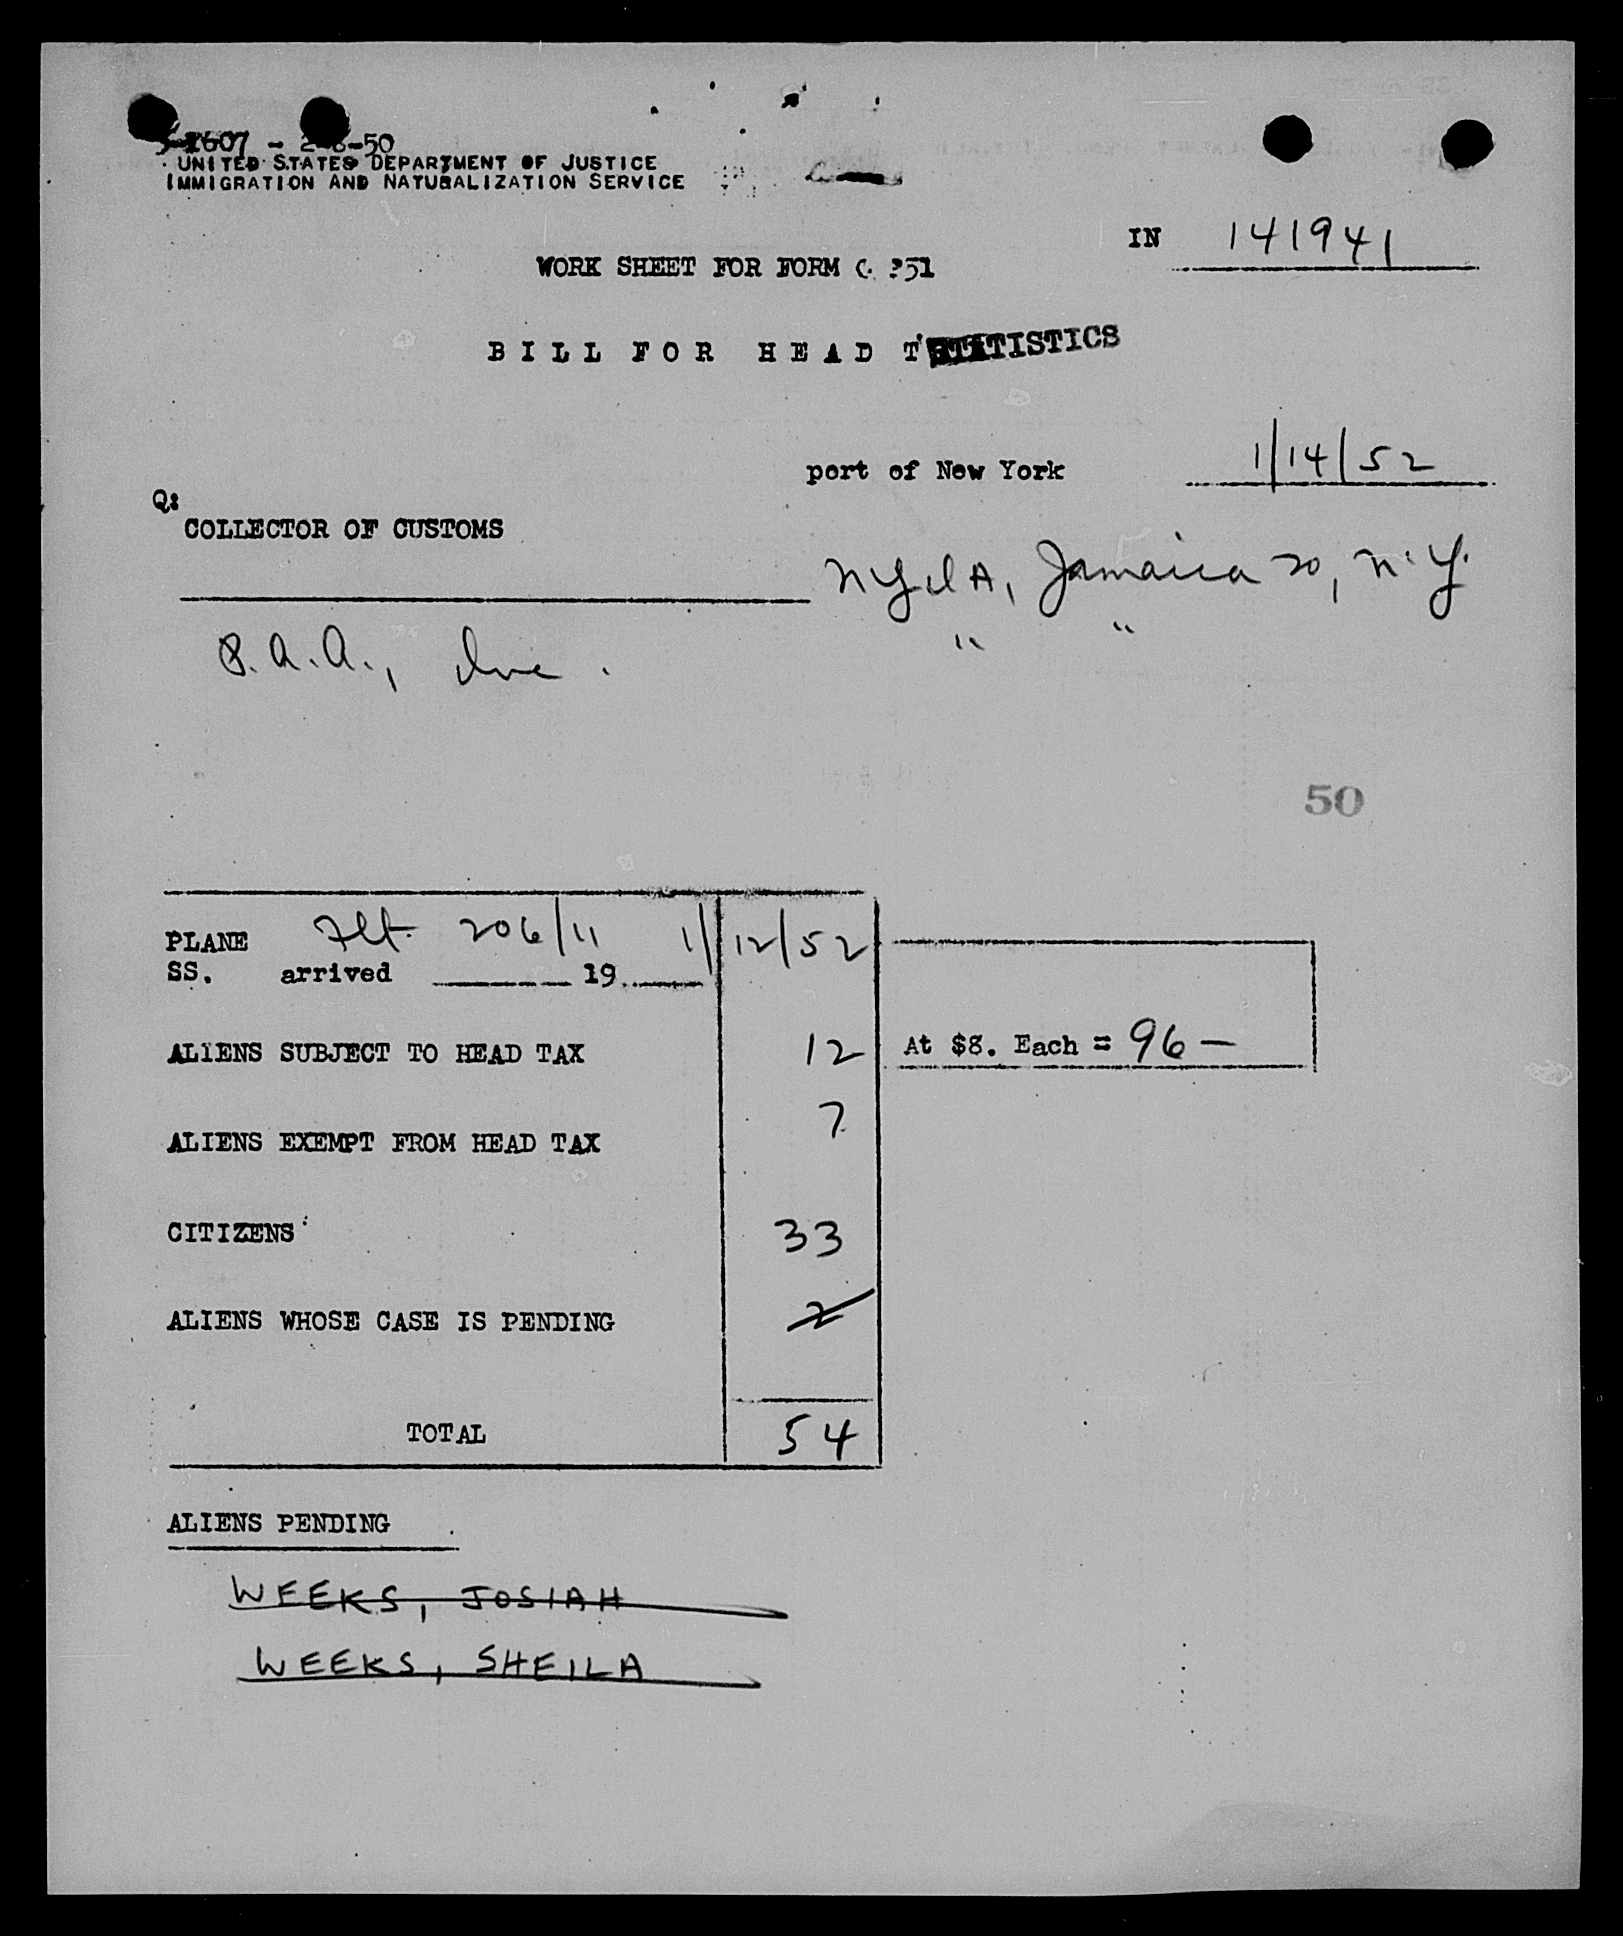 -50
UNITED STATES DEPARTMENT OF JUSTICE
IMMIGRATION AND NATURALIZATION SERVICE
IN 141941
WORK SHEET FOR FORM
BILL FOR HEAD T STATISTICS
port of New York 1/14/52
COLLECTOR OF CUSTOMS
NYIA, Jamaica 20, N.Y.
P.A.A., Inc. " "
50
PLANE Flt. 206/11 1/12/52
SS. arrived 19
ALIENS SUBJECT TO HEAD TAX 12 At $8. Each = 96 —
ALIENS EXEMPT FROM HEAD TAX 7
CITIZENS 33
ALIENS WHOSE CASE IS PENDING 2
TOTAL 54
ALIENS PENDING
WEEKS, JOSIAH
WEEKS, SHEILA